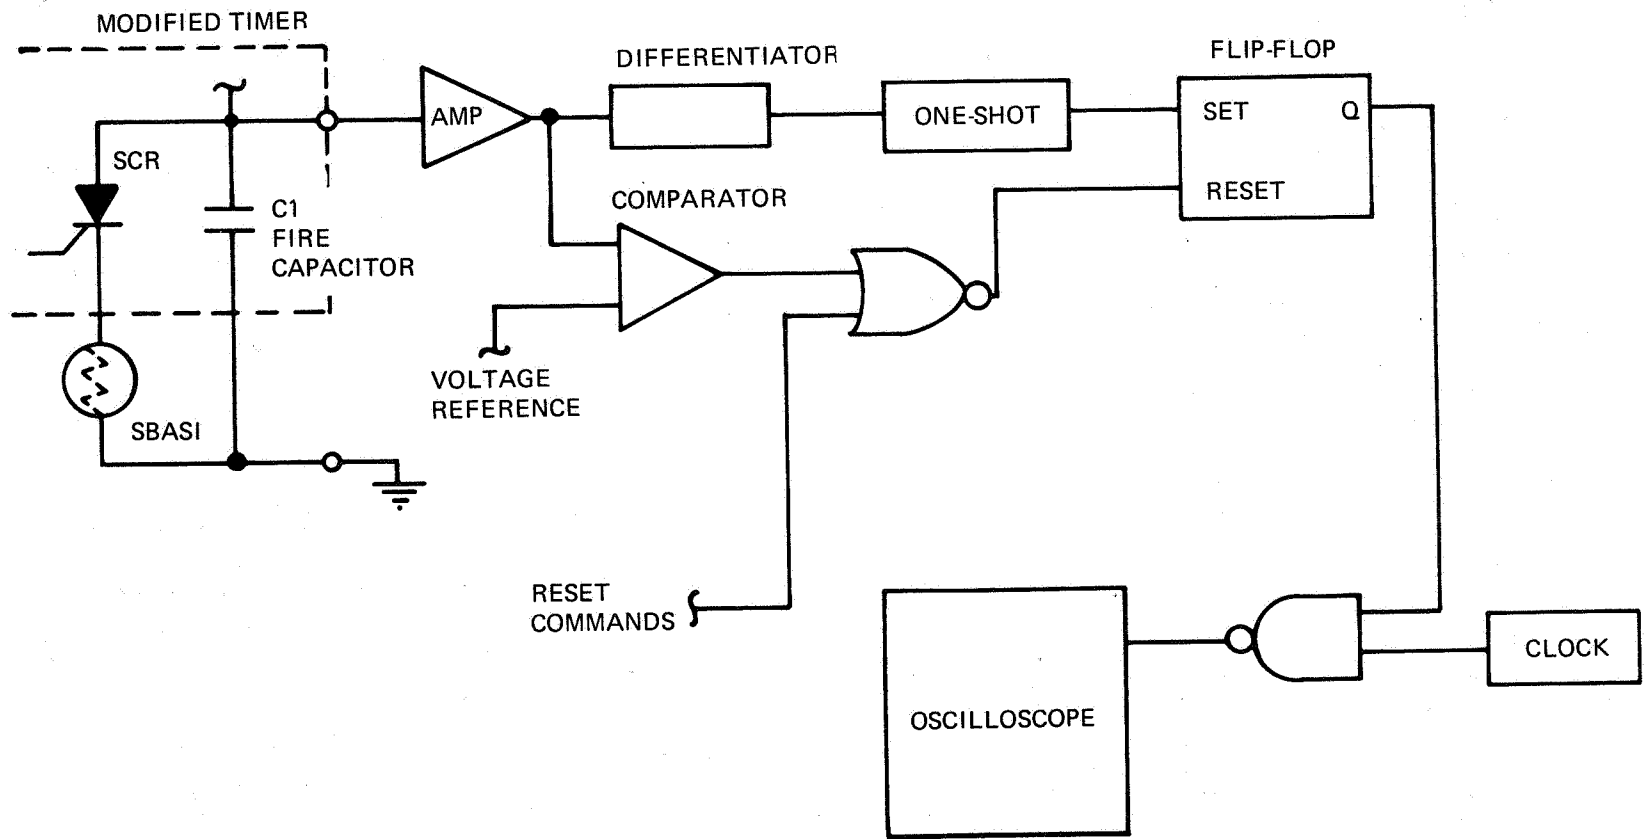 MODIFIED TIMER
SCR
C1
FIRE
CAPACITOR
SBASI
AMP
DIFFERENTIATOR
ONE-SHOT
FLIP-FLOP
SET
Q
RESET
COMPARATOR
VOLTAGE
REFERENCE
RESET
COMMANDS
OSCILLOSCOPE
CLOCK